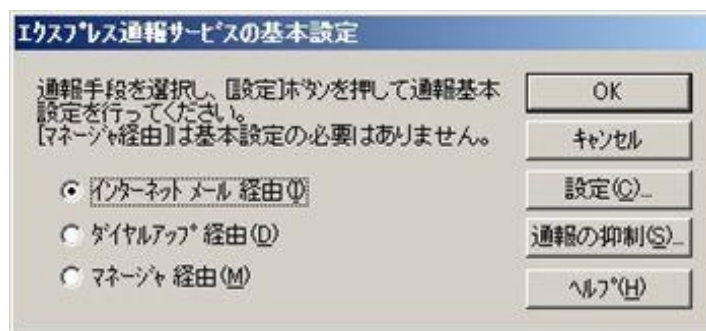 ｴｸｽﾌﾟﾚｽ通報ｻｰﾋﾞｽの基本設定
通報手段を選択し、[設定]ﾎﾞﾀﾝを押して通報基本
設定を行ってください。
[ﾏﾈｰｼﾞｬ経由]は基本設定の必要はありません。
ｲﾝﾀｰﾈｯﾄ ﾒｰﾙ 経由(I)
ﾀﾞｲﾔﾙｱｯﾌﾟ 経由(D)
ﾏﾈｰｼﾞｬ 経由(M)
OK
ｷｬﾝｾﾙ
設定(C)...
通報の抑制(S)...
ﾍﾙﾌﾟ(H)